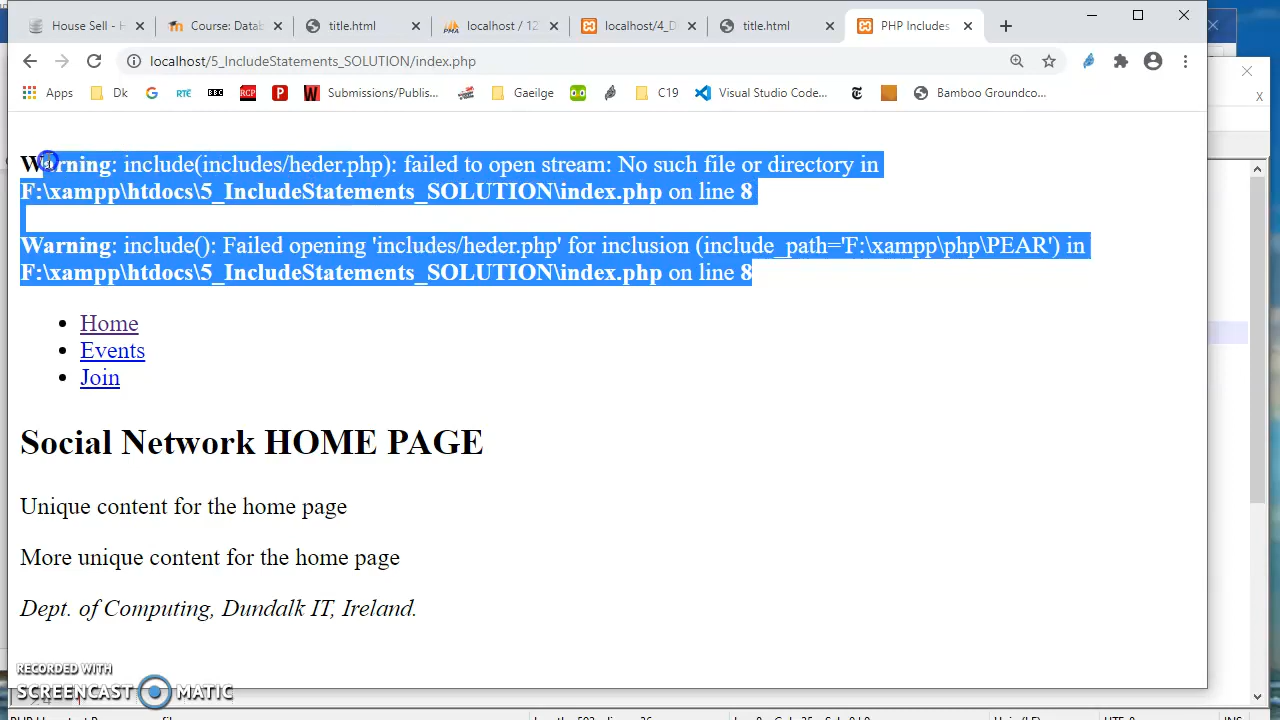 House Sell - H
Course: Datab
title.html
localhost / 12
localhost/4_D
title.html
PHP Includes
localhost/5_IncludeStatements_SOLUTION/index.php
Apps
Dk
RTÉ
BBC
RCP
P
W
Submissions/Publis...
Gaeilge
C19
Visual Studio Code...
Bamboo Groundco...
Warning: include(includes/heder.php): failed to open stream: No such file or directory in
F:\xampp\htdocs\5_IncludeStatements_SOLUTION\index.php on line 8
Warning: include(): Failed opening 'includes/heder.php' for inclusion (include_path='F:\xampp\php\PEAR') in
F:\xampp\htdocs\5_IncludeStatements_SOLUTION\index.php on line 8
Home
Events
Join
Social Network HOME PAGE
Unique content for the home page
More unique content for the home page
Dept. of Computing, Dundalk IT, Ireland.
RECORDED WITH
SCREENCAST MATIC